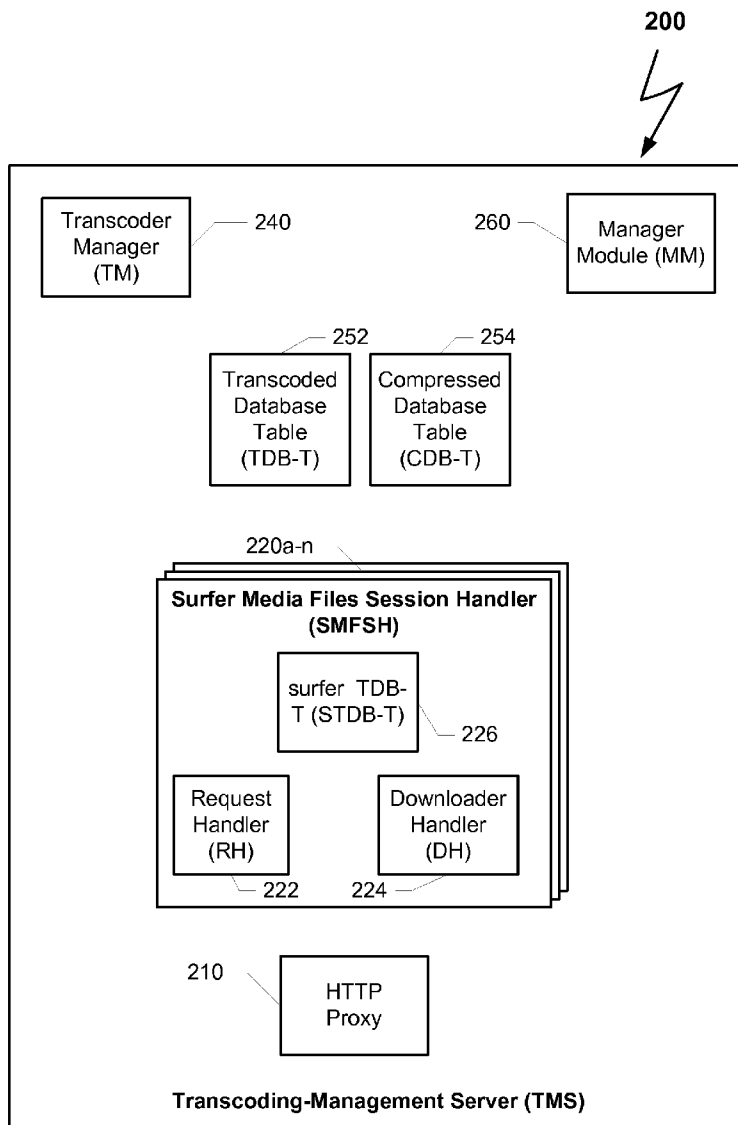 200
Transcoder
Manager
(TM)
240
260
Manager
Module (MM)
252
254
Transcoded
Database
Table
(TDB-T)
Compressed
Database
Table
(CDB-T)
220a-n
Surfer Media Files Session Handler
(SMFSH)
surfer TDB-
T (STDB-T)
226
Request
Handler
(RH)
Downloader
Handler
(DH)
222
224
210
HTTP
Proxy
Transcoding-Management Server (TMS)